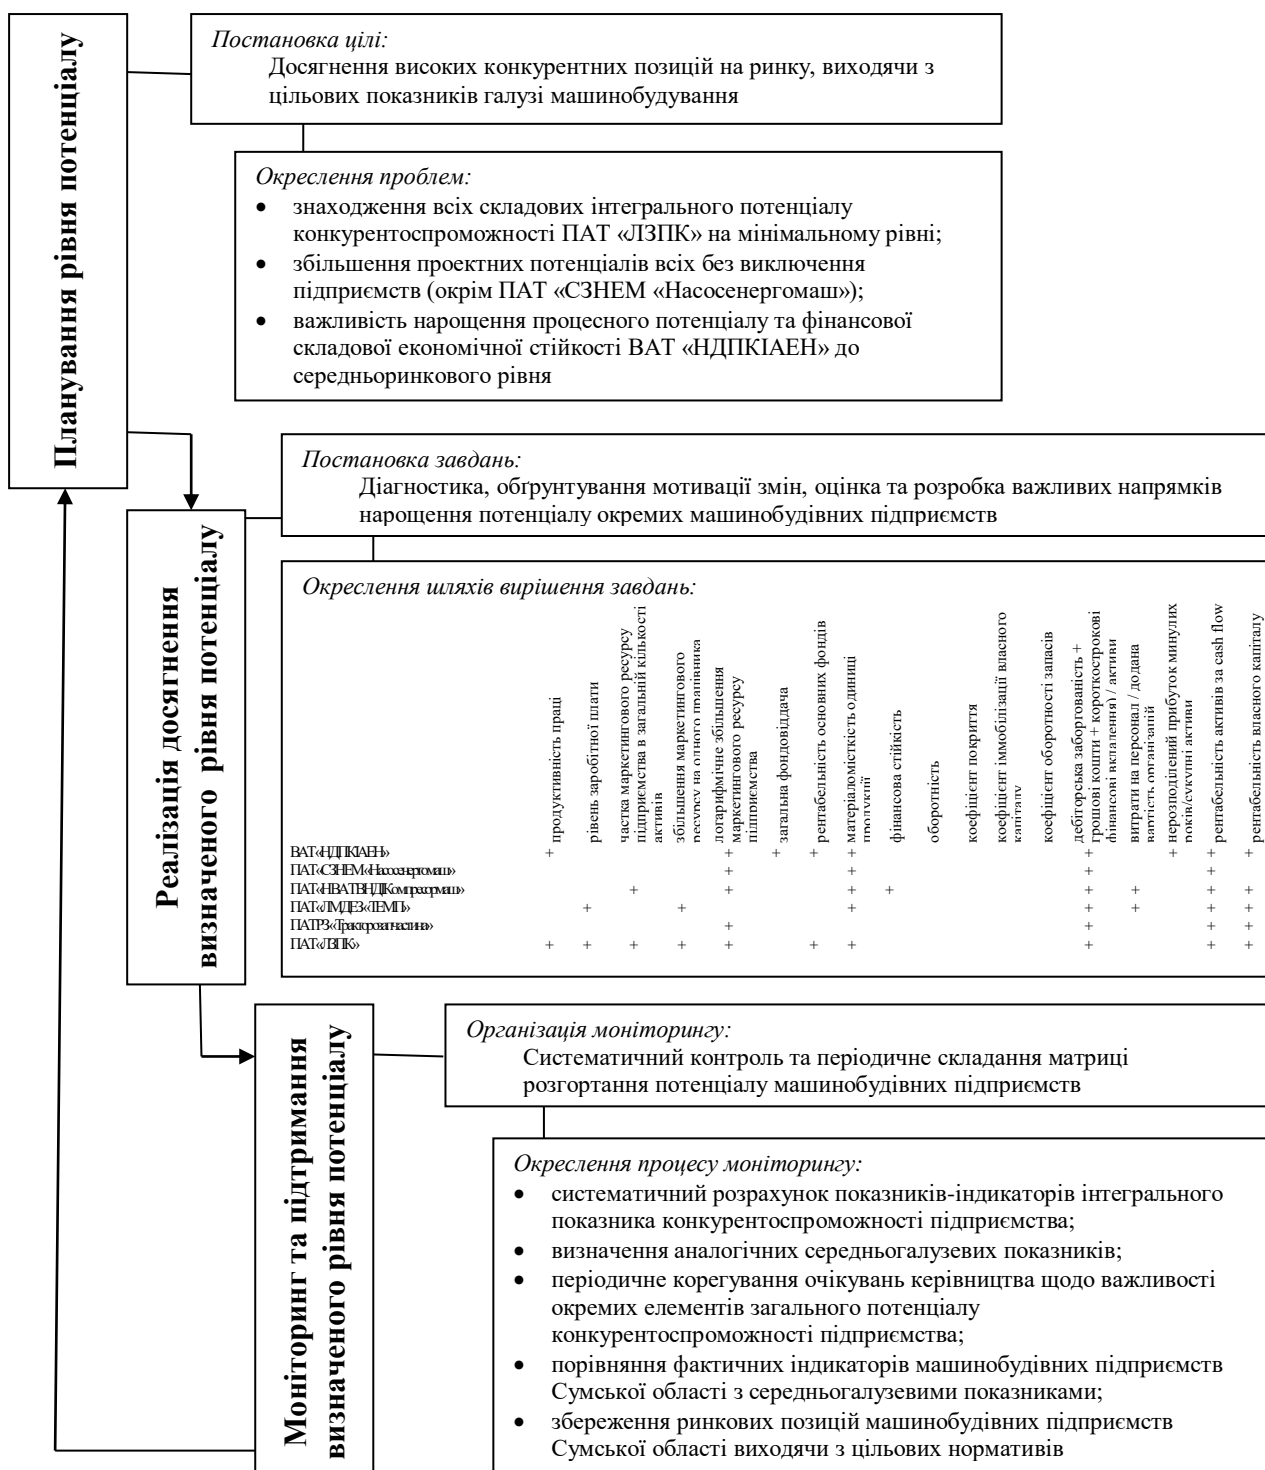 Планування рівня потенціалу
Постановка цілі:
Досягнення високих конкурентних позицій на ринку, виходячи з
цільових показників галузі машинобудування
Окреслення проблем:
• знаходження всіх складових інтегрального потенціалу
конкурентоспроможності ПАТ «ЛЗПК» на мінімальному рівні;
• збільшення проектних потенціалів всіх без виключення
підприємств (окрім ПАТ «СЗНЕМ «Насосенергомаш»);
• важливість нарощення процесного потенціалу та фінансової
складової економічної стійкості ВАТ «НДПКІАЕН» до
середньоринкового рівня
Реалізація досягнення
визначеного рівня потенціалу
Постановка завдань:
Діагностика, обґрунтування мотивації змін, оцінка та розробка важливих напрямків
нарощення потенціалу окремих машинобудівних підприємств
Окреслення шляхів вирішення завдань:
продуктивність праці
рівень заробітної плати
частка маркетингового ресурсу
підприємства в загальній кількості
активів
збільшення маркетингового
ресурсу на одного працівника
логарифмічне збільшення
маркетингового ресурсу
підприємства
загальна фондовіддача
рентабельність основних фондів
матеріаломісткість одиниці
продукції
фінансова стійкість
оборотність
коефіцієнт покриття
коефіцієнт іммобілізації власного
капіталу
коефіцієнт оборотності запасів
дебіторська заборгованість +
грошові кошти + короткострокові
фінансові вкладення) / активи
витрати на персонал / додана
вартість організацій
нерозподілений прибуток минулих
років/сукупні активи
рентабельність активів за cash flow
рентабельність власного капіталу
ВАТ«НДПКІАЕН» + + + + + + + + +
ПАТ«СЗНЕМ«Насосенергомаш» + + + +
ПАТ«НВАТВНДІКомпресормаш» + + + + + + + +
ПАТ«ЛМДЕЗ«ТЕМП» + + + + + + +
ПАТРЗ«Тракторозапчастина» + + + +
ПАТ«ЛЗПК» + + + + + + + + + +
Моніторинг та підтримання
визначеного рівня потенціалу
Організація моніторингу:
Систематичний контроль та періодичне складання матриці
розгортання потенціалу машинобудівних підприємств
Окреслення процесу моніторингу:
• систематичний розрахунок показників-індикаторів інтегрального
показника конкурентоспроможності підприємства;
• визначення аналогічних середньогалузевих показників;
• періодичне корегування очікувань керівництва щодо важливості
окремих елементів загального потенціалу
конкурентоспроможності підприємства;
• порівняння фактичних індикаторів машинобудівних підприємств
Сумської області з середньогалузевими показниками;
• збереження ринкових позицій машинобудівних підприємств
Сумської області виходячи з цільових нормативів